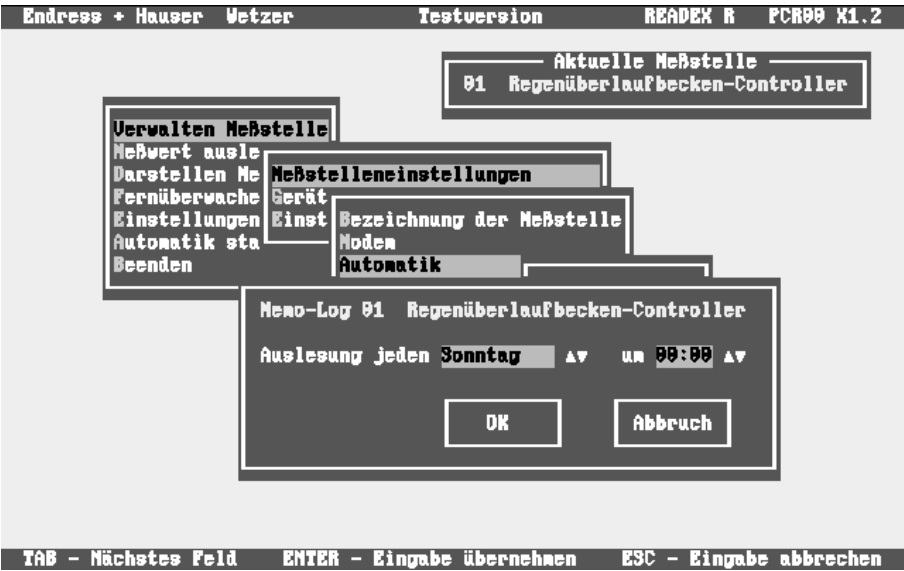 Endress + Hauser Wetzer Testversion READEX R PCR00 X1.2
Aktuelle Meßstelle
01 Regenüberlaufbecken-Controller
Verwalten Meßstelle
Meßwert ausle
Darstellen Me
Fernüberwache
Einstellungen
Automatik sta
Beenden
Meßstelleneinstellungen
Gerät
Einst
Bezeichnung der Meßstelle
Modem
Automatik
Memo-Log 01 Regenüberlaufbecken-Controller
Auslesung jeden Sonntag ▲▼ um 00:00 ▲▼
OK Abbruch
TAB - Nächstes Feld ENTER - Eingabe übernehmen ESC - Eingabe abbrechen